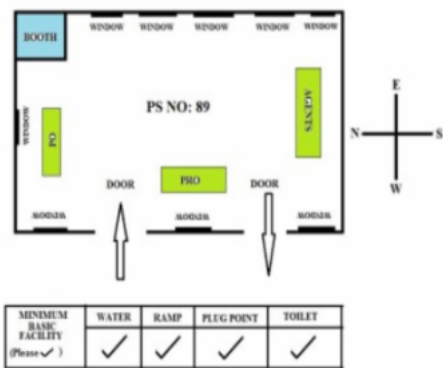 BOOTH
WINDOW WINDOW WINDOW WINDOW WINDOW
WINDOW
PO
PS NO: 89
AGENTS
E
N S
W
DOOR PRO DOOR
WINDOW WINDOW WINDOW
MINIMUM BASIC FACILITY (Please ✓ )
WATER RAMP PLUG POINT TOILET
✓ ✓ ✓ ✓